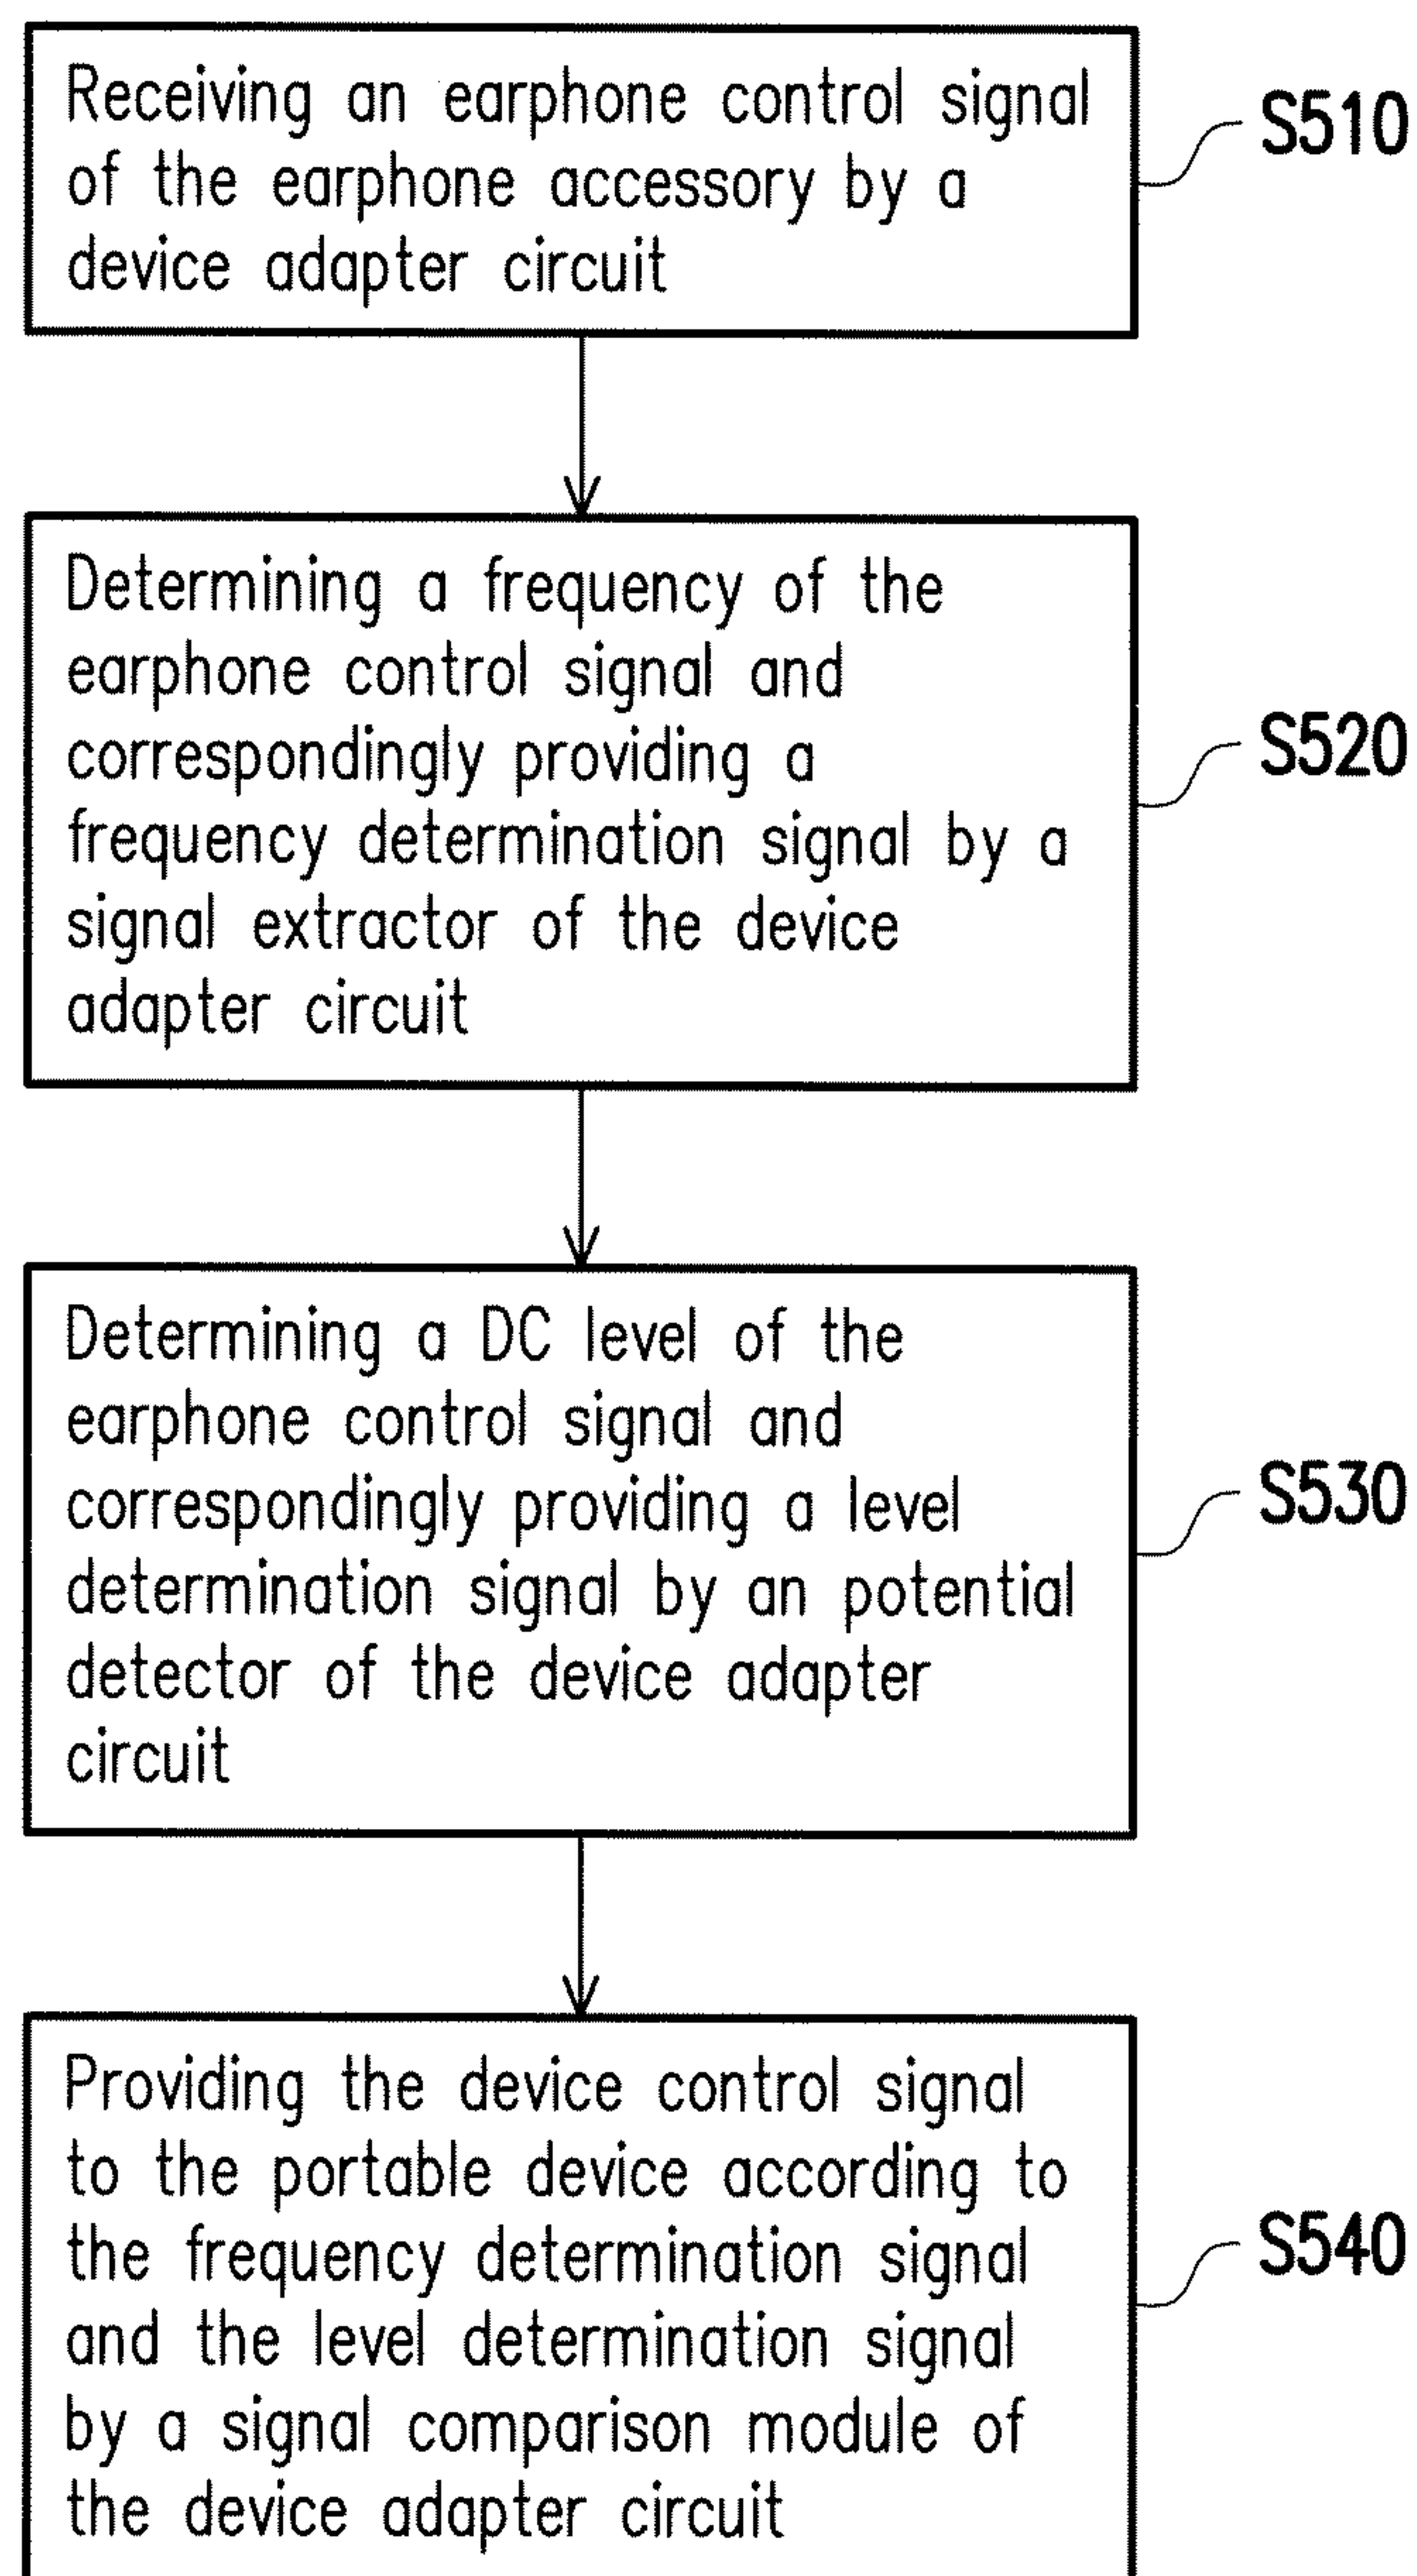 Receiving an earphone control signal
of the earphone accessory by a
device adapter circuit
S510
Determining a frequency of the
earphone control signal and
correspondingly providing a
frequency determination signal by a
signal extractor of the device
adapter circuit
S520
Determining a DC level of the
earphone control signal and
correspondingly providing a level
determination signal by an potential
detector of the device adapter
circuit
S530
Providing the device control signal
to the portable device according to
the frequency determination signal
and the level determination signal
by a signal comparison module of
the device adapter circuit
S540